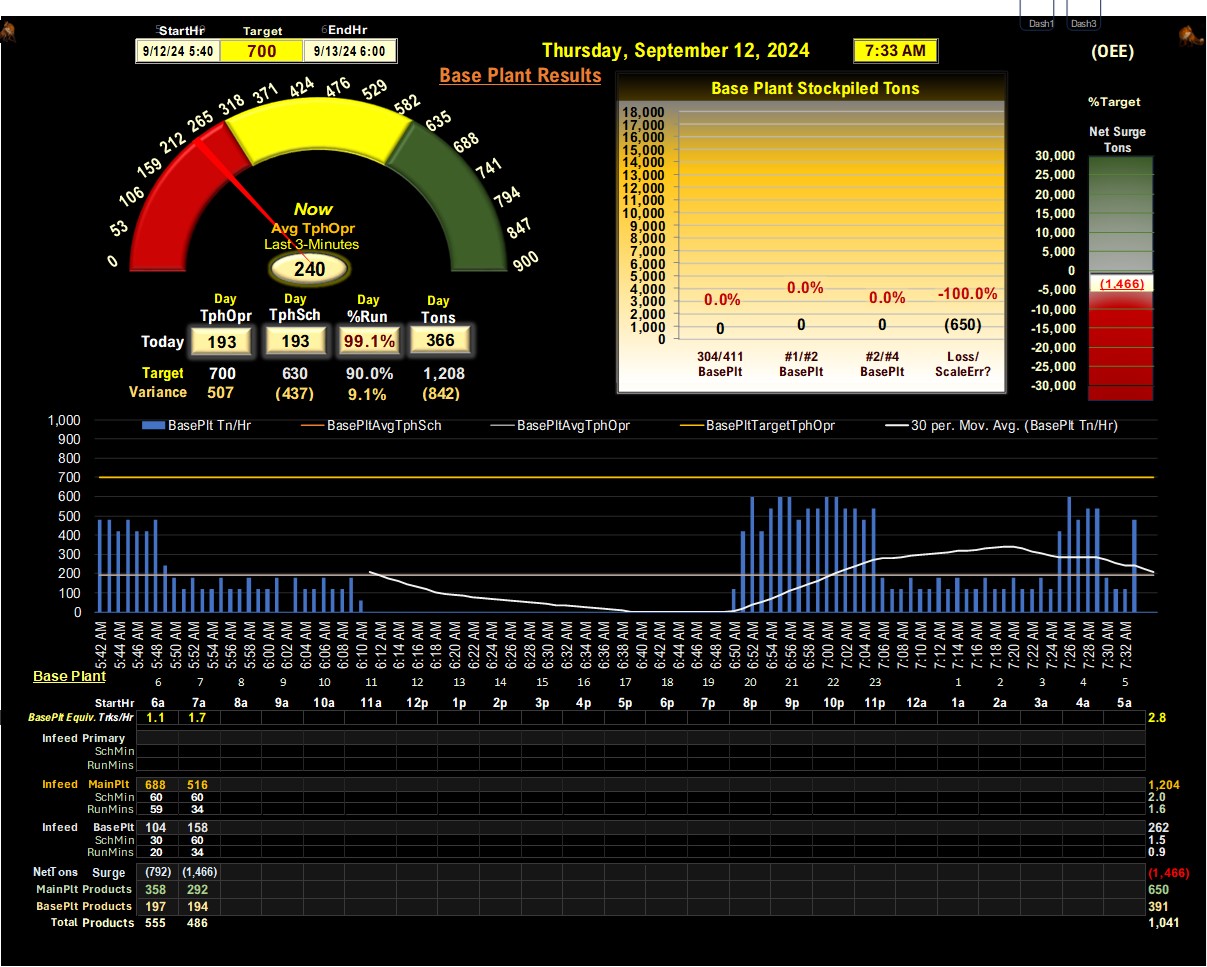 Dash1 Dash3
StartHr Target EndHr
9/12/24 5:40 700 9/13/24 6:00
Thursday, September 12, 2024 7:33 AM (OEE)
Base Plant Results
0 53 106 159 212 265 318 371 424 476 529 582 635 688 741 794 847 900
Now
Avg TphOpr
Last 3-Minutes
240
Day Day Day Day
TphOpr TphSch %Run Tons
Today 193 193 99.1% 366
Target 700 630 90.0% 1,208
Variance 507 (437) 9.1% (842)
Base Plant Stockpiled Tons
18,000
17,000
16,000
15,000
14,000
13,000
12,000
11,000
10,000
9,000
8,000
7,000
6,000
5,000
4,000
3,000
2,000
1,000
0
0.0% 0.0% 0.0% -100.0%
0 0 0 (650)
304/411 #1/#2 #2/#4 Loss/
BasePlt BasePlt BasePlt ScaleErr?
%Target
Net Surge
Tons
30,000
25,000
20,000
15,000
10,000
5,000
0
(1,466)
-5,000
-10,000
-15,000
-20,000
-25,000
-30,000
BasePlt Tn/Hr BasePltAvgTphSch BasePltAvgTphOpr BasePltTargetTphOpr 30 per. Mov. Avg. (BasePlt Tn/Hr)
1,000
900
800
700
600
500
400
300
200
100
0
5:42 AM 5:44 AM 5:46 AM 5:48 AM 5:50 AM 5:52 AM 5:54 AM 5:56 AM 5:58 AM 6:00 AM 6:02 AM 6:04 AM 6:06 AM 6:08 AM 6:10 AM 6:12 AM 6:14 AM 6:16 AM 6:18 AM 6:20 AM 6:22 AM 6:24 AM 6:26 AM 6:28 AM 6:30 AM 6:32 AM 6:34 AM 6:36 AM 6:38 AM 6:40 AM 6:42 AM 6:44 AM 6:46 AM 6:48 AM 6:50 AM 6:52 AM 6:54 AM 6:56 AM 6:58 AM 7:00 AM 7:02 AM 7:04 AM 7:06 AM 7:08 AM 7:10 AM 7:12 AM 7:14 AM 7:16 AM 7:18 AM 7:20 AM 7:22 AM 7:24 AM 7:26 AM 7:28 AM 7:30 AM 7:32 AM
Base Plant
6 7 8 9 10 11 12 13 14 15 16 17 18 19 20 21 22 23 1 2 3 4 5
StartHr 6a 7a 8a 9a 10a 11a 12p 1p 2p 3p 4p 5p 6p 7p 8p 9p 10p 11p 12a 1a 2a 3a 4a 5a
BasePlt Equiv. Trks/Hr 1.1 1.7 2.8
Infeed Primary
SchMin
RunMins
Infeed MainPlt 688 516 1,204
SchMin 60 60 2.0
RunMins 59 34 1.6
Infeed BasePlt 104 158 262
SchMin 30 60 1.5
RunMins 20 34 0.9
NetTons Surge (792) (1,466) (1,466)
MainPlt Products 358 292 650
BasePlt Products 197 194 391
Total Products 555 486 1,041